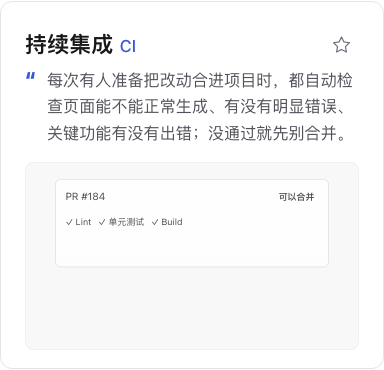 持续集成 CI
“ 每次有人准备把改动合进项目时，都自动检
查页面能不能正常生成、有没有明显错误、
关键功能有没有出错；没通过就先别合并。
PR #184 可以合并
✓ Lint ✓ 单元测试 ✓ Build